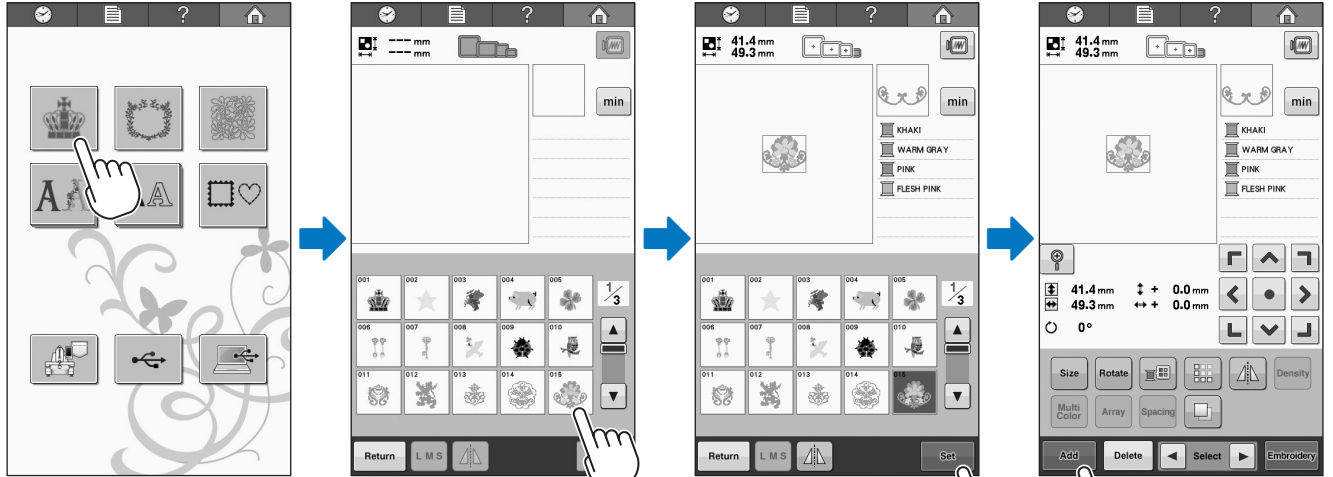 ?
AA
AA
?
--- mm
--- mm
min
001 002 003 004 005
1/3
006 007 008 009 010
011 012 013 014 015
Return
L M S
?
41.4 mm
49.3 mm
min
KHAKI
WARM GRAY
PINK
FLESH PINK
001 002 003 004 005
1/3
006 007 008 009 010
011 012 013 014 015
Return
L M S
Set
?
41.4 mm
49.3 mm
min
KHAKI
WARM GRAY
PINK
FLESH PINK
41.4 mm + 0.0 mm
49.3 mm + 0.0 mm
0°
Size
Rotate
Density
Multi
Color
Array
Spacing
Add
Delete
Select
Embroidery